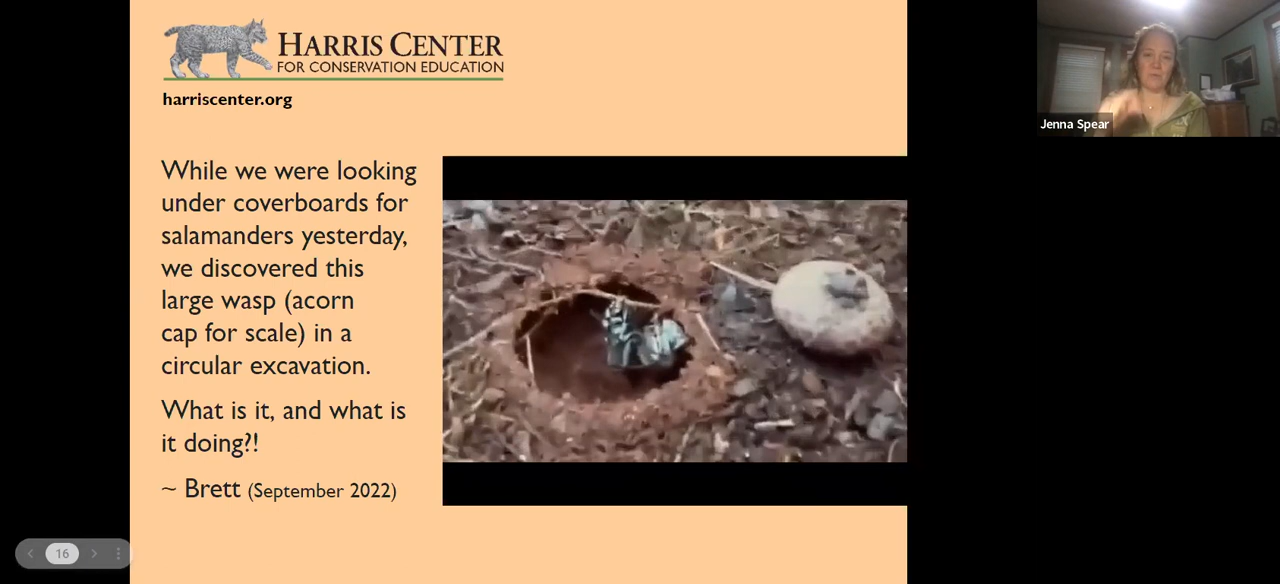 HARRIS CENTER
FOR CONSERVATION EDUCATION
harriscenter.org
While we were looking
under coverboards for
salamanders yesterday,
we discovered this
large wasp (acorn
cap for scale) in a
circular excavation.
What is it, and what is
it doing?!
~ Brett (September 2022)
Jenna Spear
16